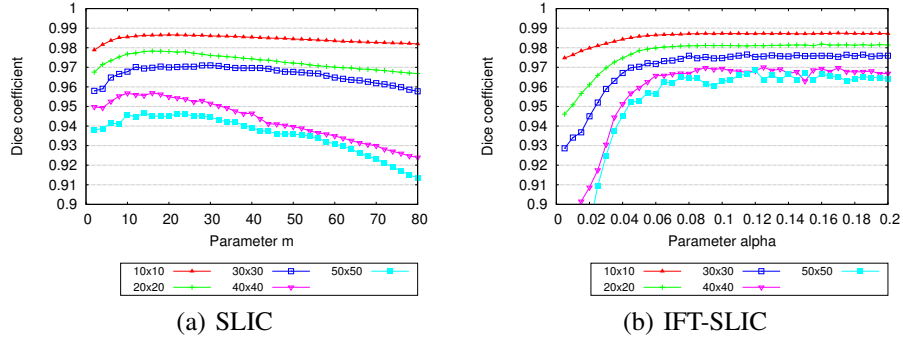 Dice coefficient
1
0.99
0.98
0.97
0.96
0.95
0.94
0.93
0.92
0.91
0.9
0 10 20 30 40 50 60 70 80
Parameter m
10x10 30x30 50x50
20x20 40x40
(a) SLIC
Dice coefficient
1
0.99
0.98
0.97
0.96
0.95
0.94
0.93
0.92
0.91
0.9
0 0.02 0.04 0.06 0.08 0.1 0.12 0.14 0.16 0.18 0.2
Parameter alpha
10x10 30x30 50x50
20x20 40x40
(b) IFT-SLIC